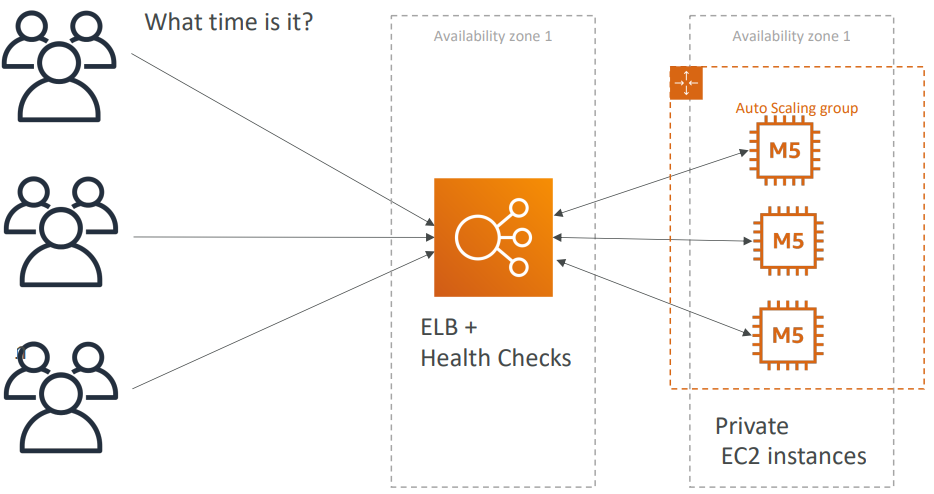 What time is it?
Availability zone 1
Availability zone 1
Auto Scaling group
M5
M5
M5
ELB +
Health Checks
Private
EC2 instances